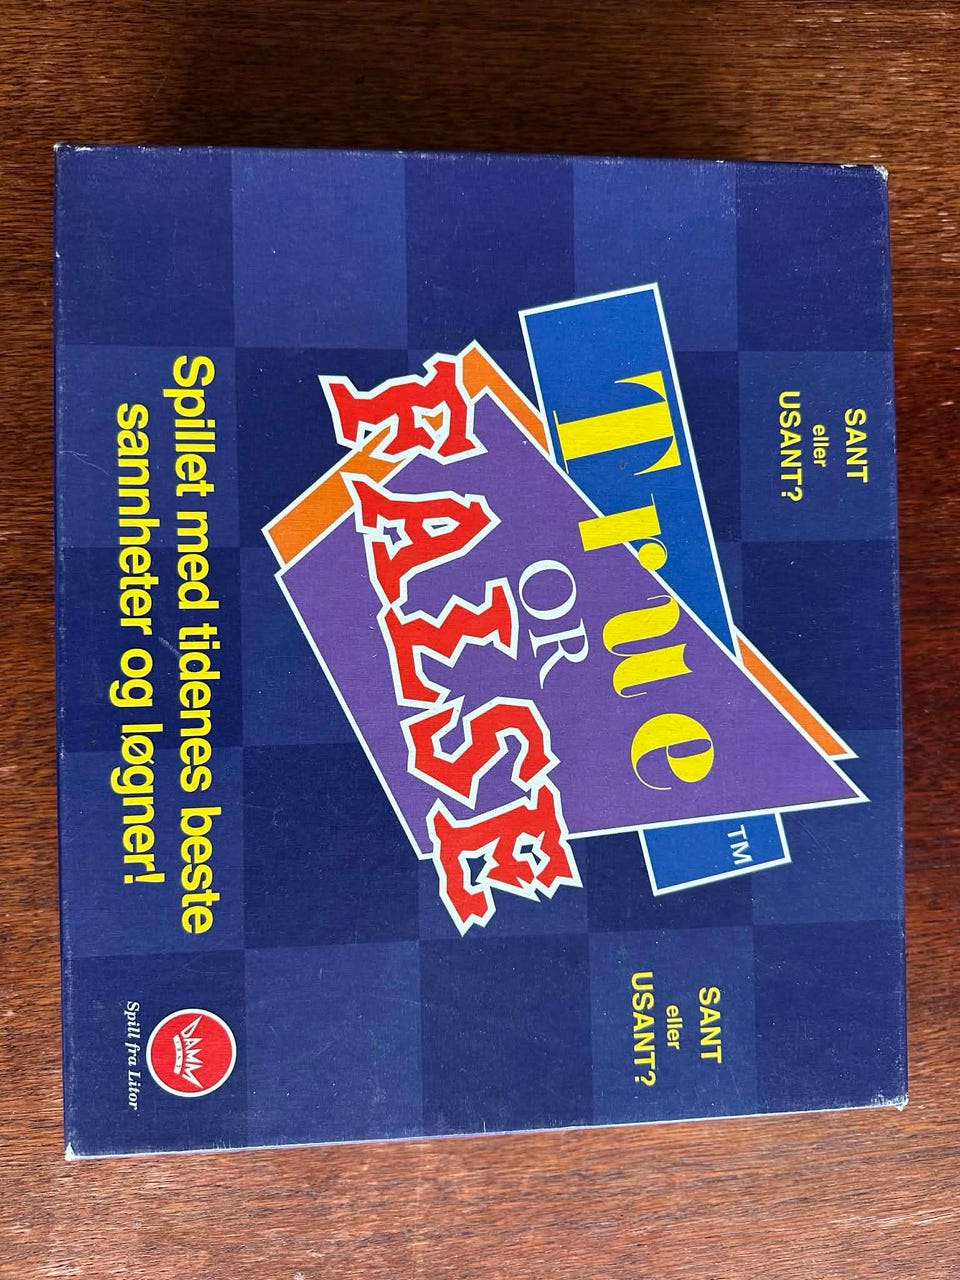 SANT
eller
USANT?
True
TM
OR
FALSE
SANT
eller
USANT?
Spillet med tidenes beste
sannheter og løgner!
DAMM
Spill fra Litor